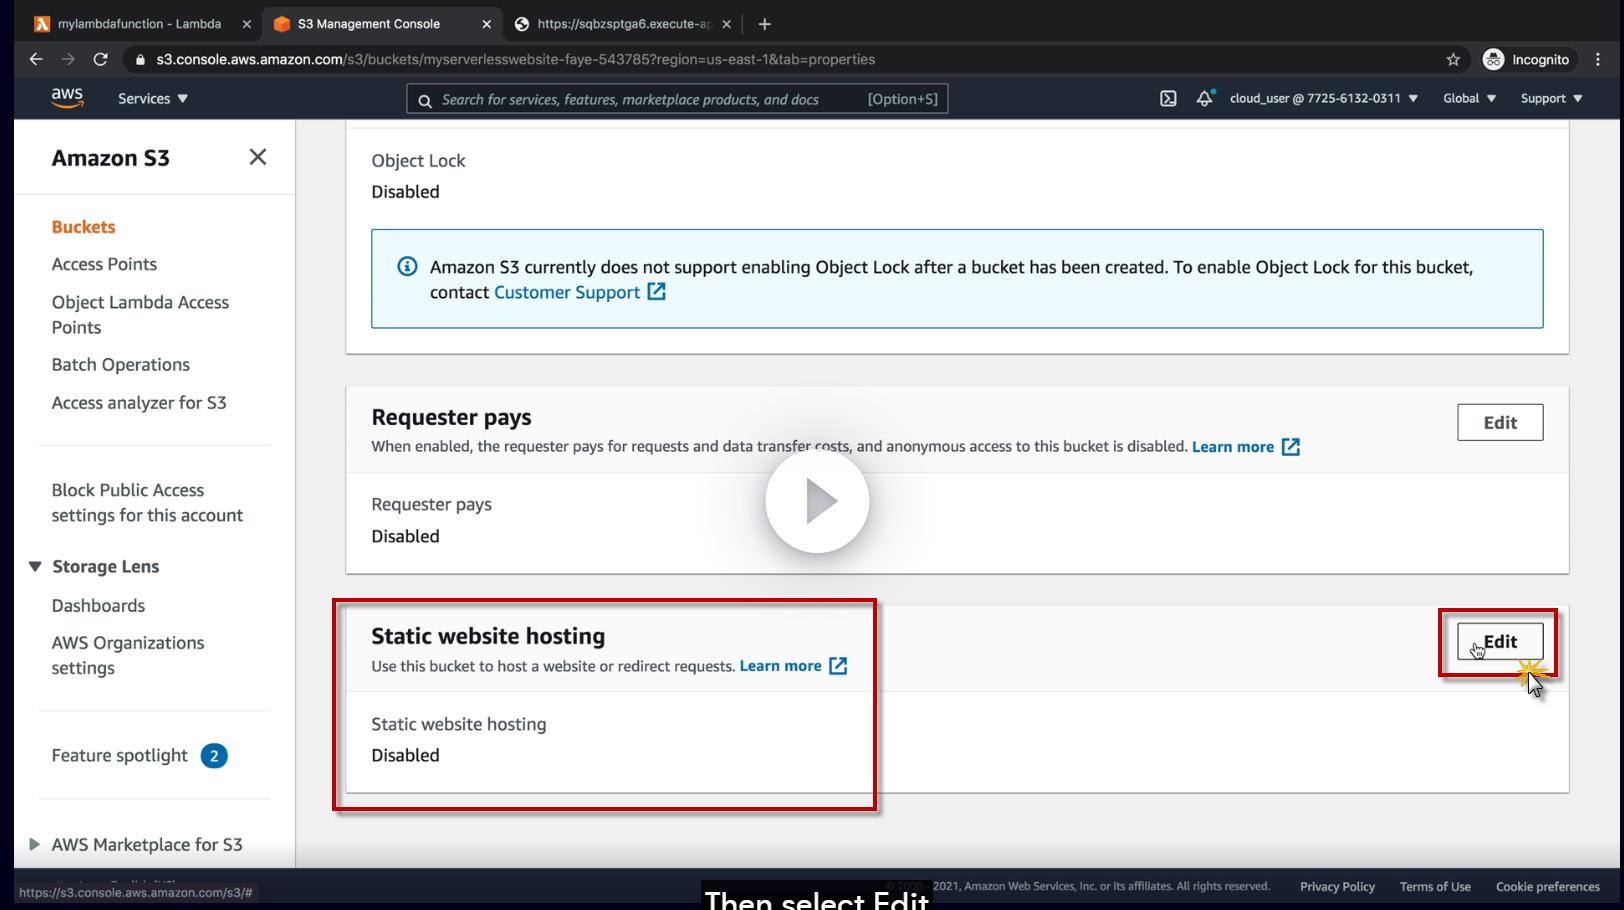 mylambdafunction - Lambda
S3 Management Console
https://sqbzsptga6.execute-ap
s3.console.aws.amazon.com/s3/buckets/myserverlesswebsite-faye-543785?region=us-east-1&tab=properties
Incognito
aws
Services
Search for services, features, marketplace products, and docs
[Option+S]
cloud_user @ 7725-6132-0311
Global
Support
Amazon S3
Buckets
Access Points
Object Lambda Access
Points
Batch Operations
Access analyzer for S3
Block Public Access
settings for this account
Storage Lens
Dashboards
AWS Organizations
settings
Feature spotlight 2
AWS Marketplace for S3
Object Lock
Disabled
Amazon S3 currently does not support enabling Object Lock after a bucket has been created. To enable Object Lock for this bucket,
contact Customer Support
Requester pays
Edit
When enabled, the requester pays for requests and data transfer costs, and anonymous access to this bucket is disabled. Learn more
Requester pays
Disabled
Static website hosting
Edit
Use this bucket to host a website or redirect requests. Learn more
Static website hosting
Disabled
https://s3.console.aws.amazon.com/s3/#
2021, Amazon Web Services, Inc. or its affiliates. All rights reserved.
Privacy Policy
Terms of Use
Cookie preferences
Then select Edit